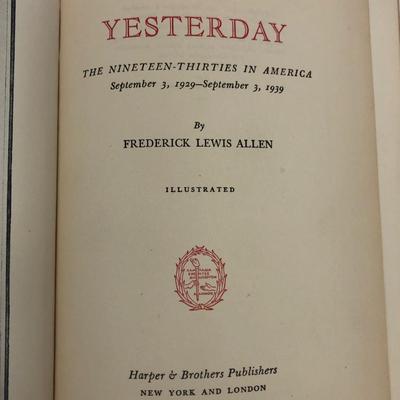 YESTERDAY
THE NINETEEN-THIRTIES IN AMERICA
September 3, 1929—September 3, 1939
By
FREDERICK LEWIS ALLEN
ILLUSTRATED
Harper & Brothers Publishers
NEW YORK AND LONDON